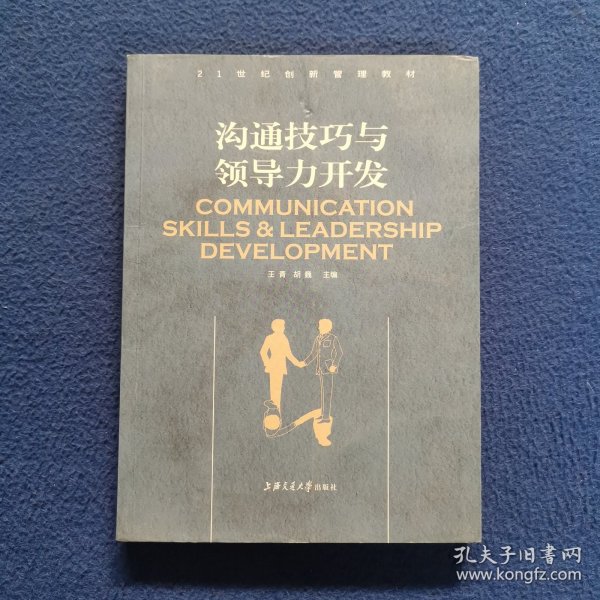 21世纪创新管理教材
沟通技巧与
领导力开发
COMMUNICATION
SKILLS & LEADERSHIP
DEVELOPMENT
王青 胡巍 主编
上海交通大学出版社
孔夫子旧书网
www.kongfz.com